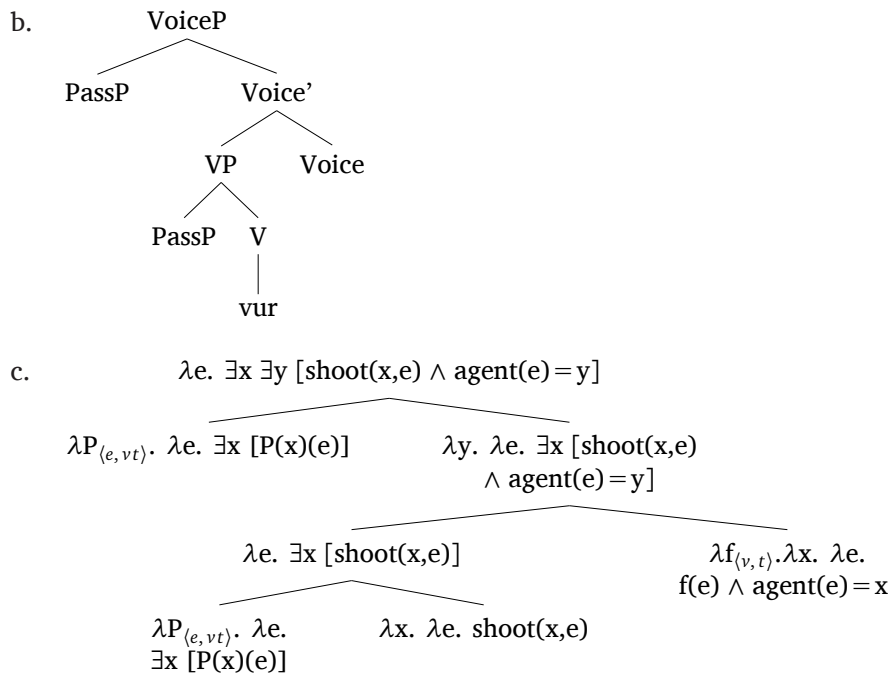 b.
VoiceP
PassP Voice’
VP Voice
PassP V
vur
c.
λe. ∃x ∃y [shoot(x,e) ∧ agent(e)=y]
λP⟨e,vt⟩. λe. ∃x [P(x)(e)] λy. λe. ∃x [shoot(x,e)
∧ agent(e)=y]
λe. ∃x [shoot(x,e)] λf⟨v,t⟩.λx. λe.
f(e) ∧ agent(e)=x
λP⟨e,vt⟩. λe. λx. λe. shoot(x,e)
∃x [P(x)(e)]